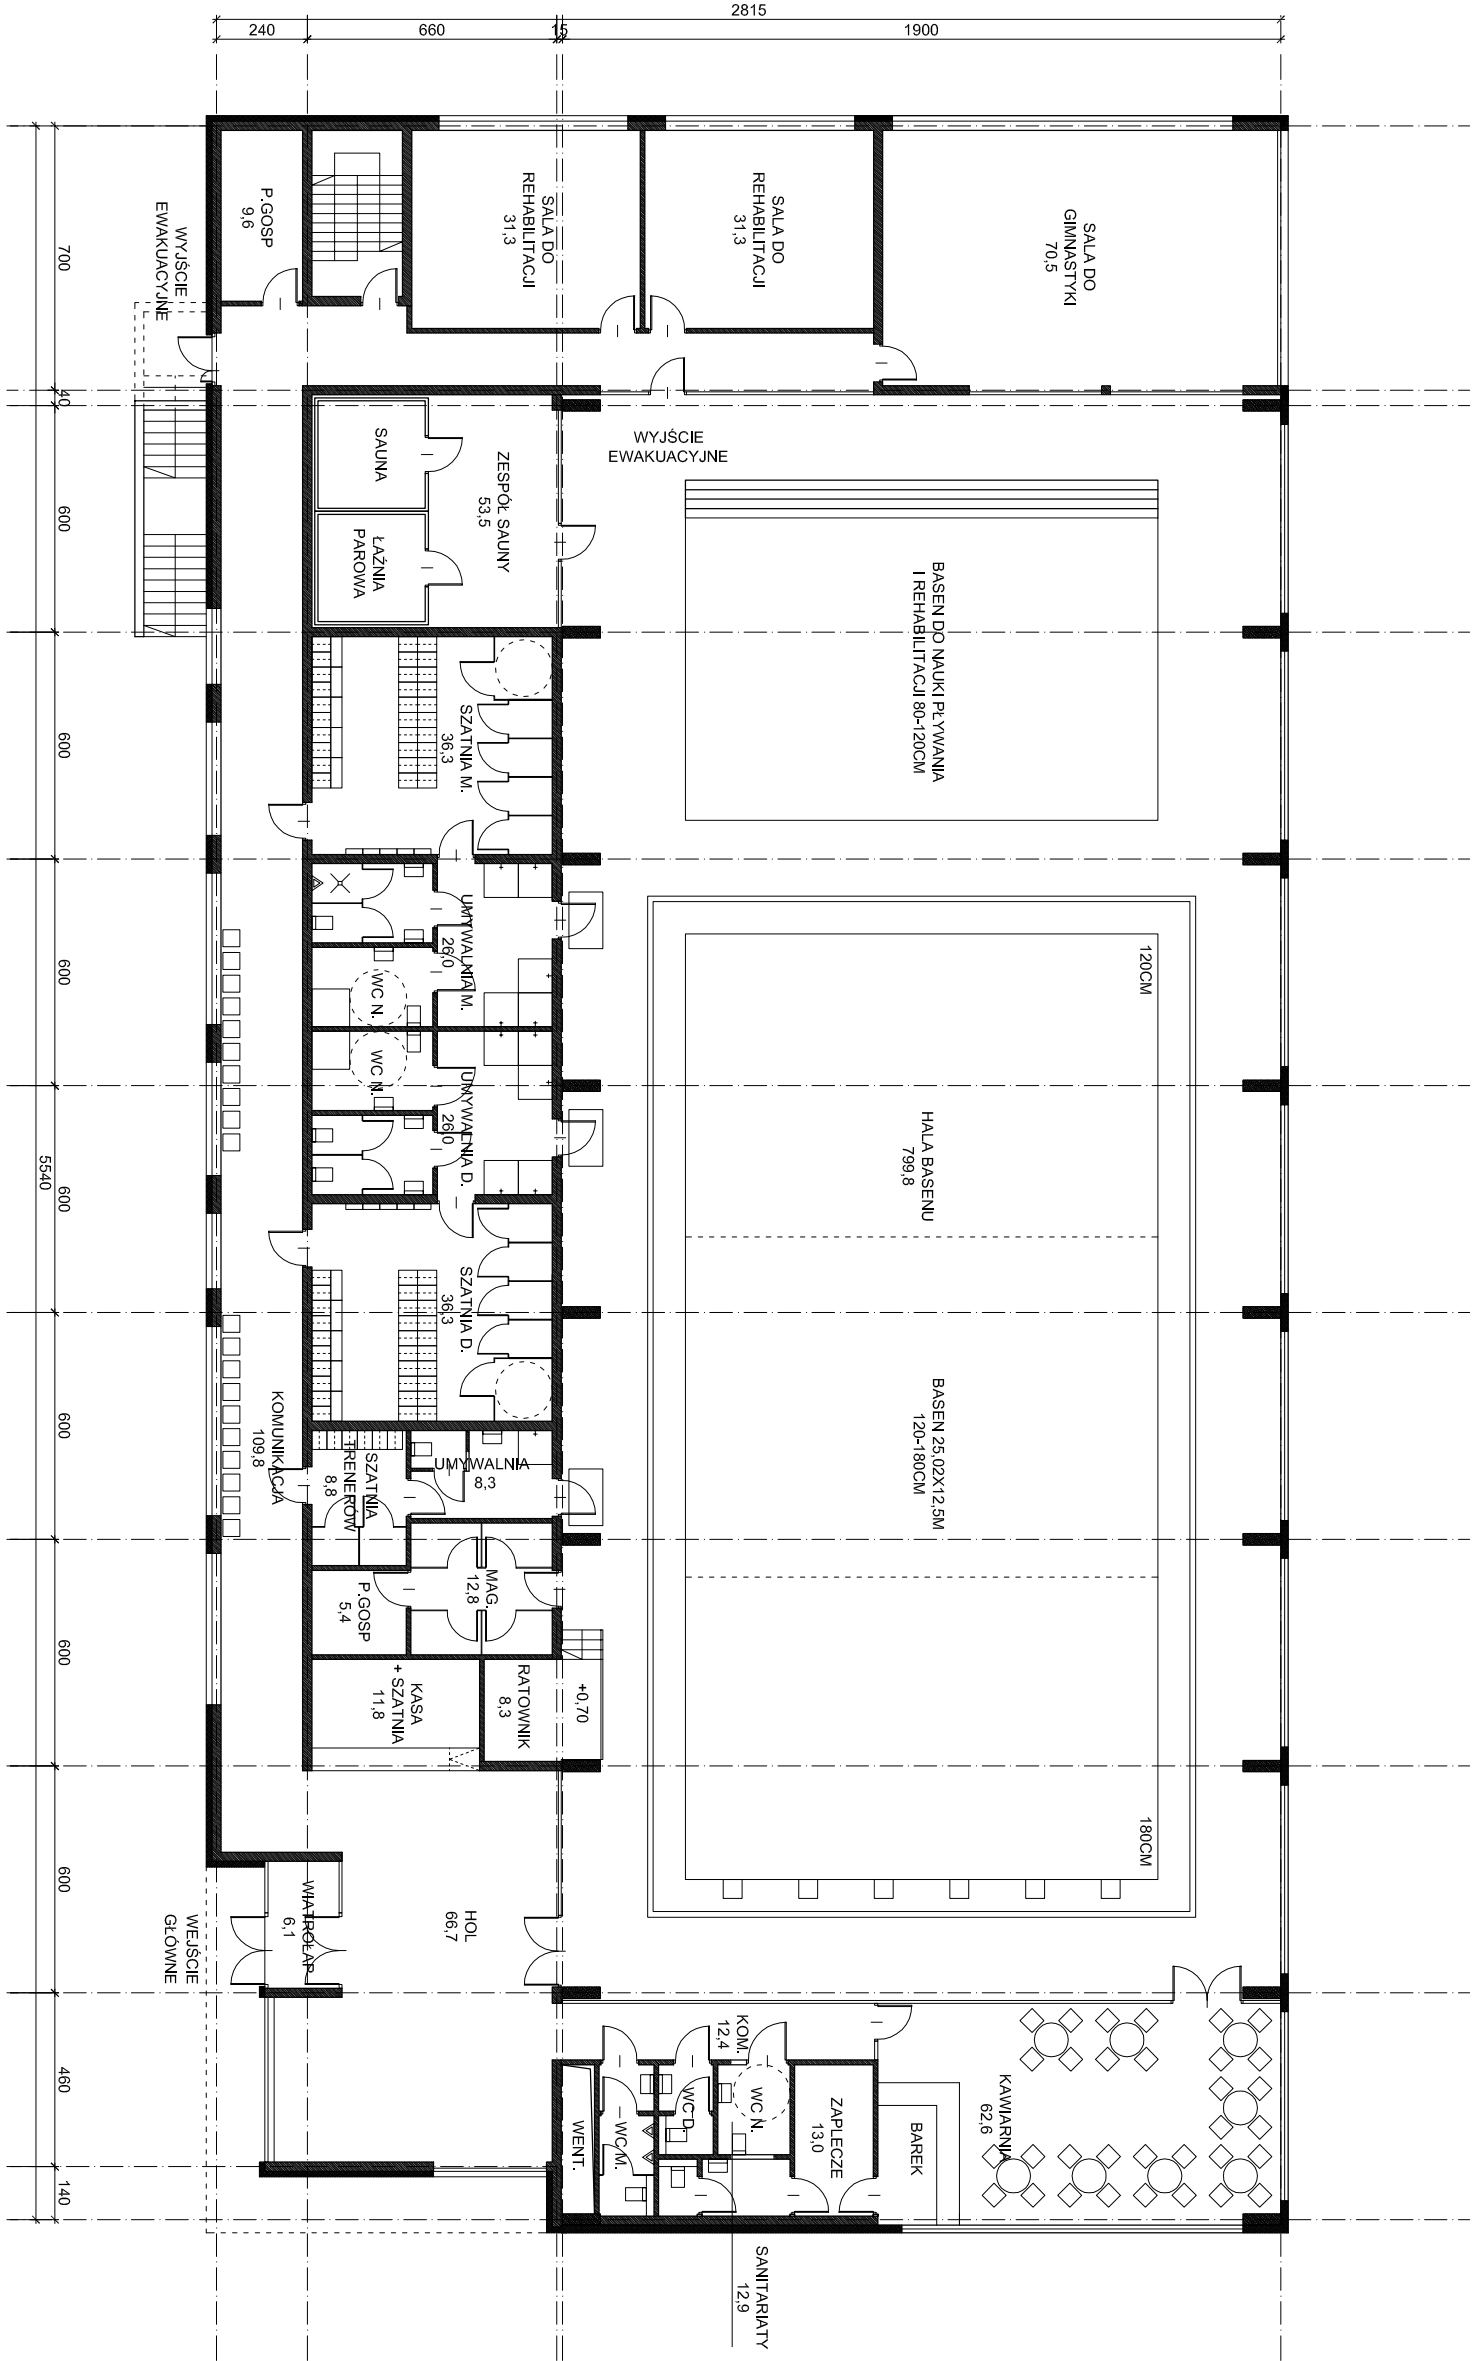 2815
240
660
15
1900
700
40
600
600
600
600
600
600
600
460
140
5540
P.GOSP
9,6
SALA DO
REHABILITACJI
31,3
SALA DO
REHABILITACJI
31,3
SALA DO
GIMNASTYKI
70,5
WYJŚCIE
EWAKUACYJNE
WYJŚCIE
EWAKUACYJNE
SAUNA
ŁAŹNIA
PAROWA
ZESPÓŁ SAUNY
53,5
BASEN DO NAUKI PŁYWANIA
I REHABILITACJI 80-120CM
SZATNIA M.
36,3
UMYWALNIA M.
26,0
WC N.
WC N.
UMYWALNIA D.
26,0
120CM
HALA BASENU
799,8
SZATNIA D.
36,3
BASEN 25,02X12,5M
120-180CM
KOMUNIKACJA
109,8
SZATNIA
TRENERÓW
8,8
UMYWALNIA
8,3
P.GOSP
5,4
MAG.
12,8
KASA
+ SZATNIA
11,8
RATOWNIK
8,3
+0,70
180CM
WIATROŁAP
6,1
HOL
66,7
WEJŚCIE
GŁÓWNE
KOM.
12,4
WENT.
WC M.
WC D.
WC N.
ZAPLECZE
13,0
BAREK
KAWIARNIA
62,6
SANITARIATY
12,9